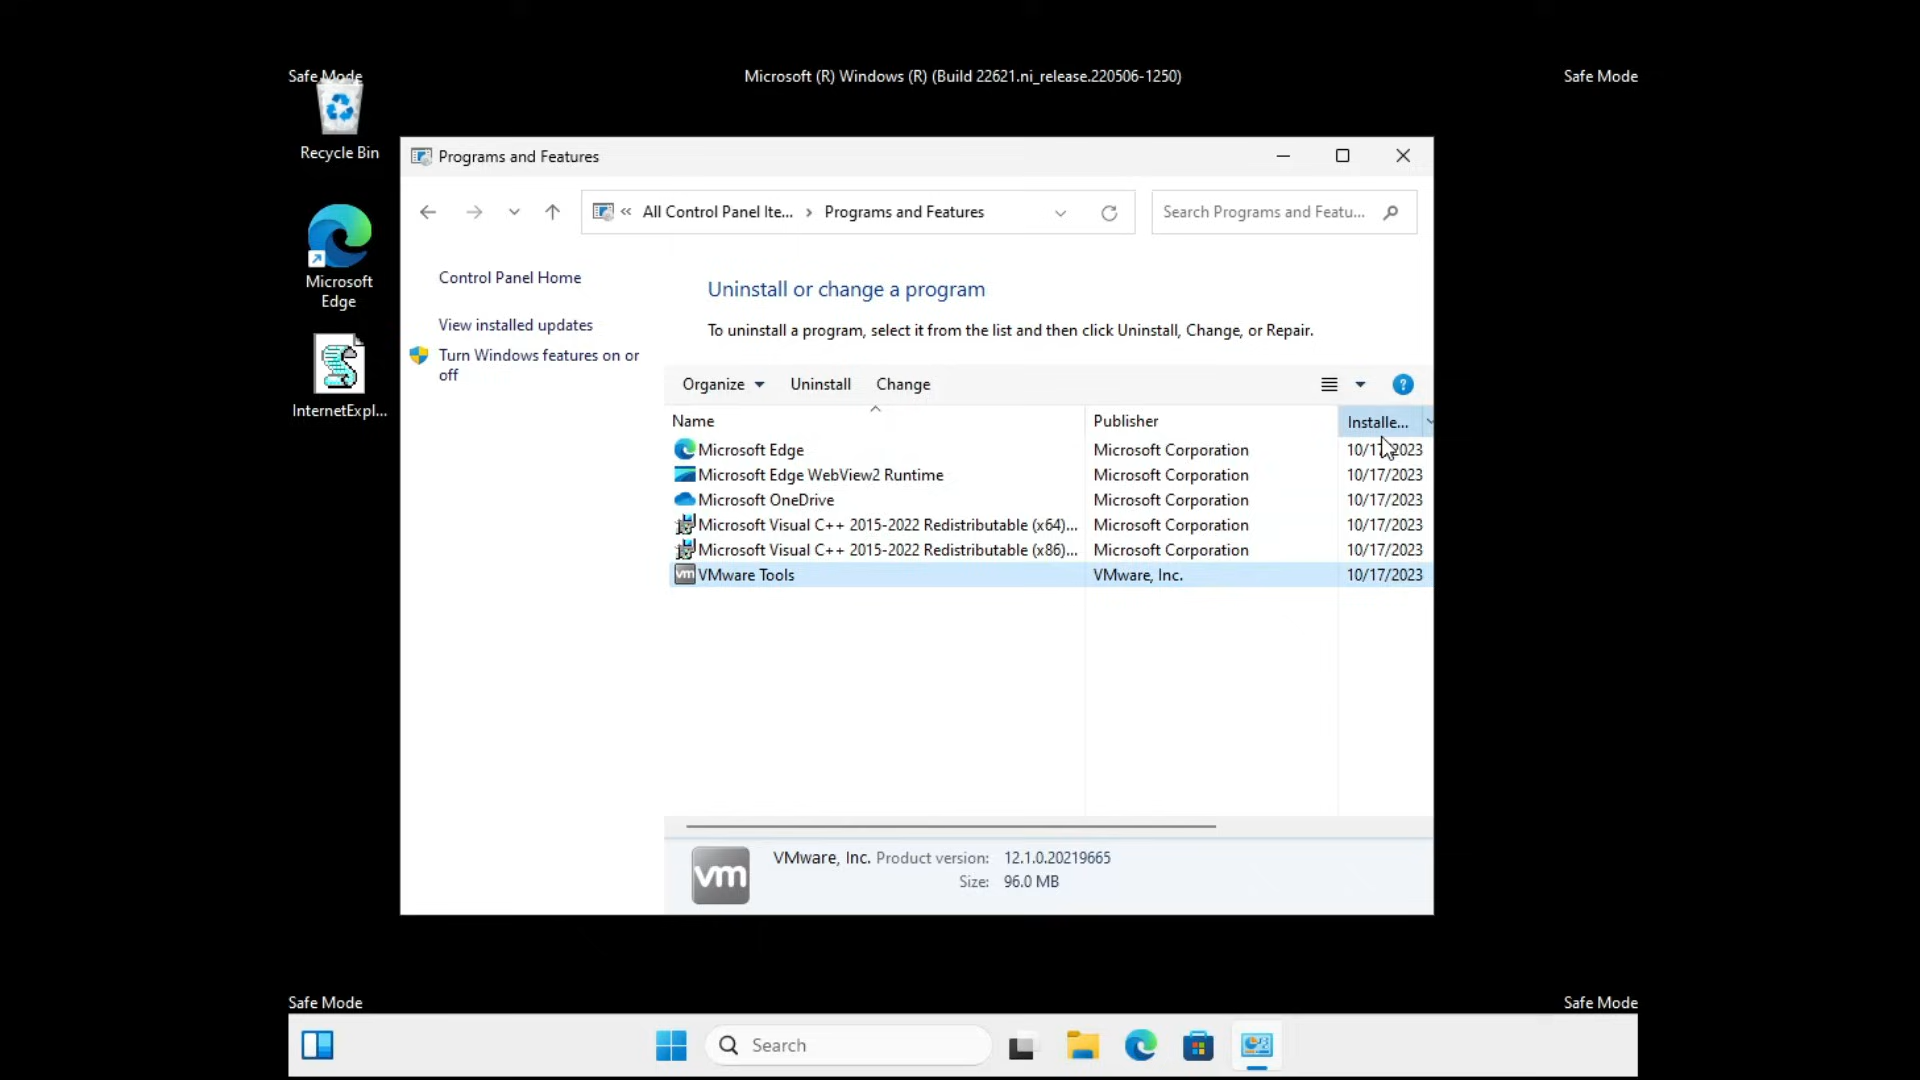 Safe Mode
Microsoft (R) Windows (R) (Build 22621.ni_release.220506-1250)
Safe Mode
Recycle Bin
Microsoft
Edge
InternetExpl...
Programs and Features
« All Control Panel Ite... › Programs and Features
Search Programs and Featu...
Control Panel Home
View installed updates
Turn Windows features on or
off
Uninstall or change a program
To uninstall a program, select it from the list and then click Uninstall, Change, or Repair.
Organize Uninstall Change
?
Name Publisher Installe...
Microsoft Edge Microsoft Corporation 10/17/2023
Microsoft Edge WebView2 Runtime Microsoft Corporation 10/17/2023
Microsoft OneDrive Microsoft Corporation 10/17/2023
Microsoft Visual C++ 2015-2022 Redistributable (x64)... Microsoft Corporation 10/17/2023
Microsoft Visual C++ 2015-2022 Redistributable (x86)... Microsoft Corporation 10/17/2023
vm VMware Tools VMware, Inc. 10/17/2023
vm
VMware, Inc. Product version: 12.1.0.20219665
Size: 96.0 MB
Safe Mode
Safe Mode
Search